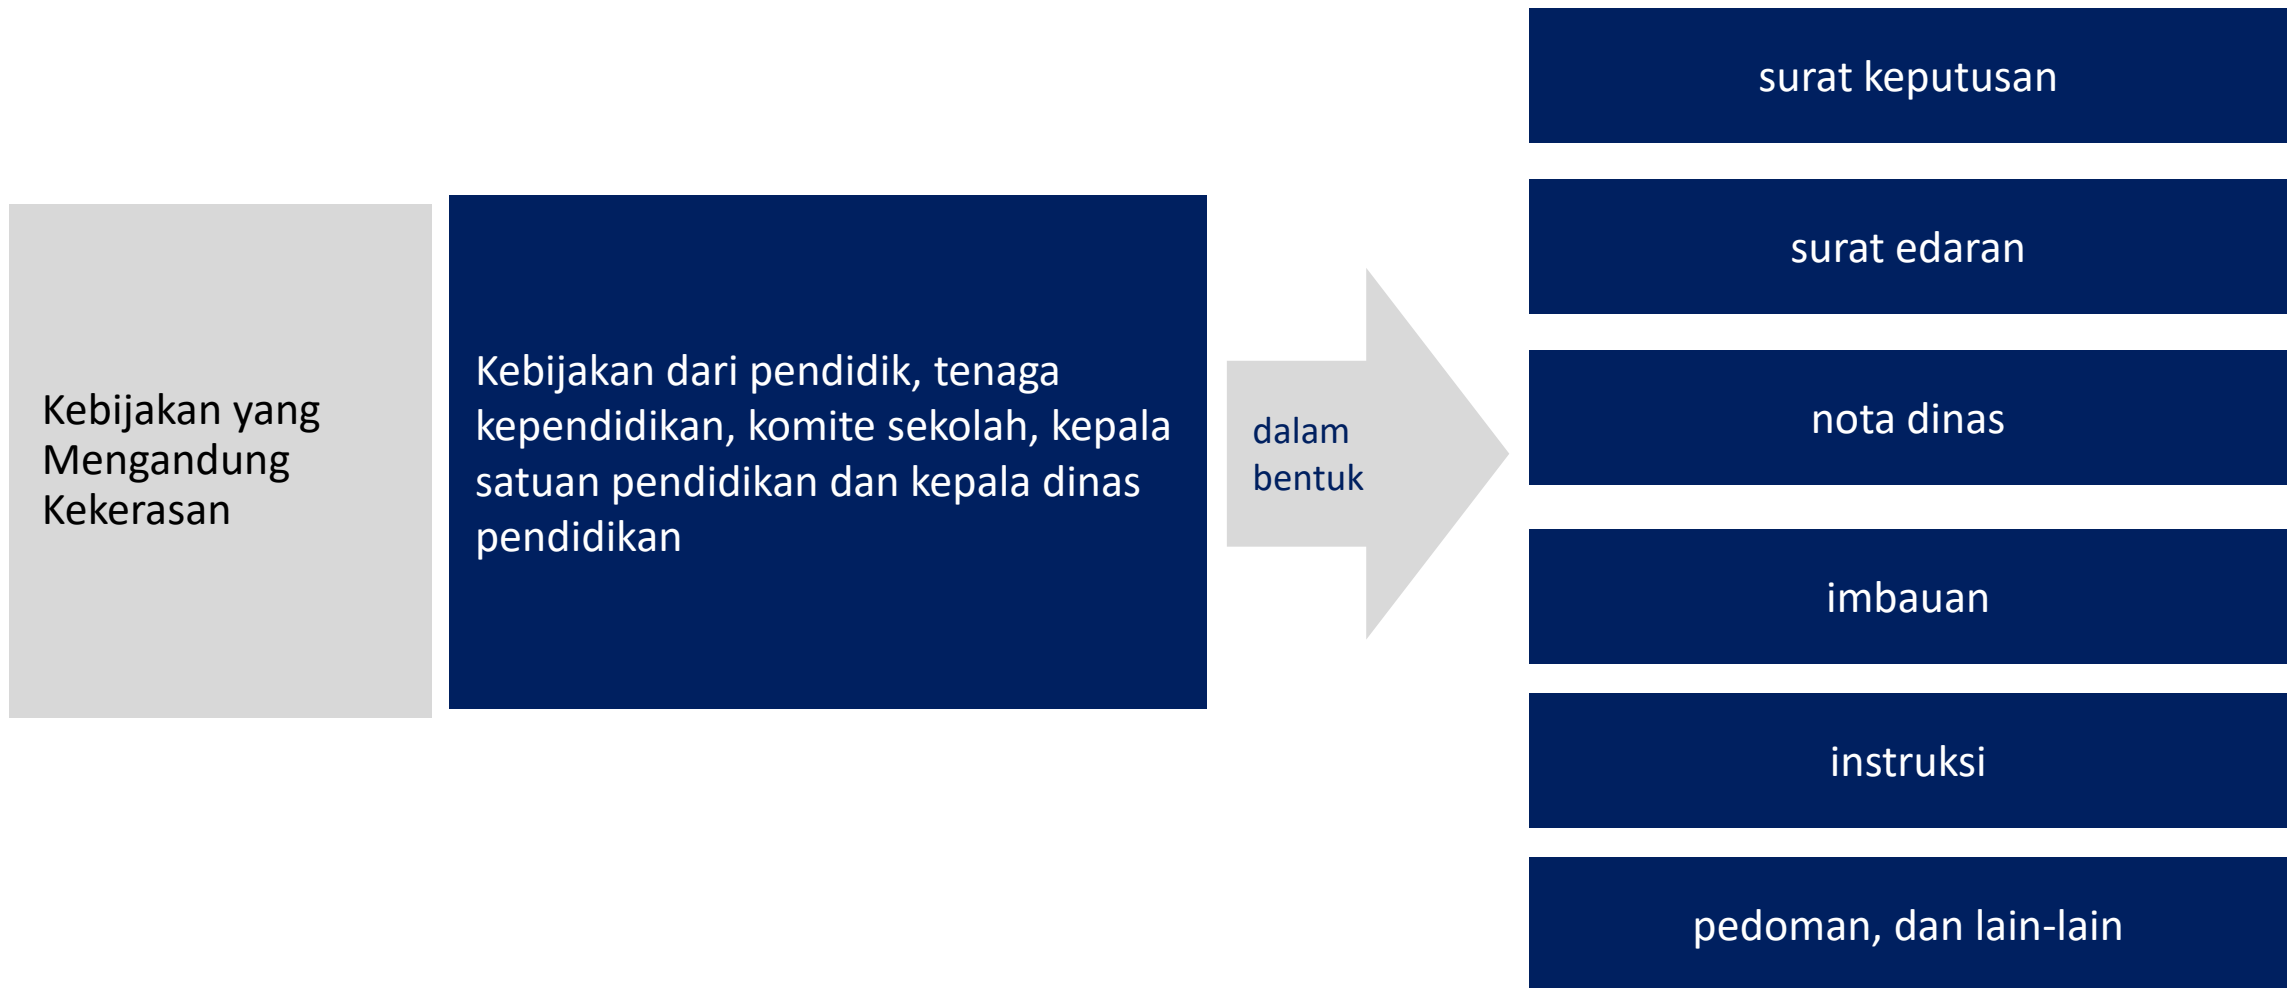 Kebijakan yang
Mengandung
Kekerasan
Kebijakan dari pendidik, tenaga
kependidikan, komite sekolah, kepala
satuan pendidikan dan kepala dinas
pendidikan
dalam
bentuk
surat keputusan
surat edaran
nota dinas
imbauan
instruksi
pedoman, dan lain-lain